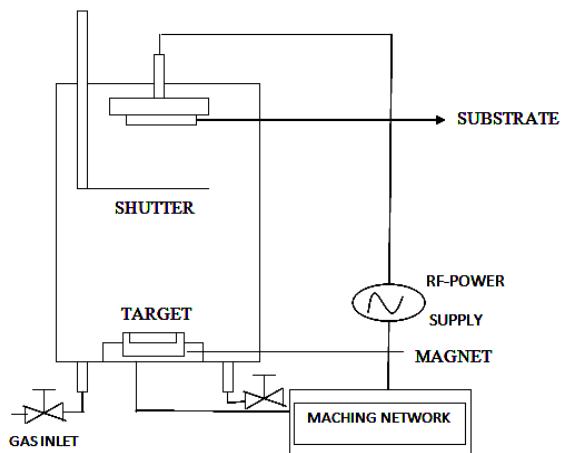 SUBSTRATE
SHUTTER
RF-POWER
SUPPLY
TARGET
MAGNET
MACHING NETWORK
GAS INLET